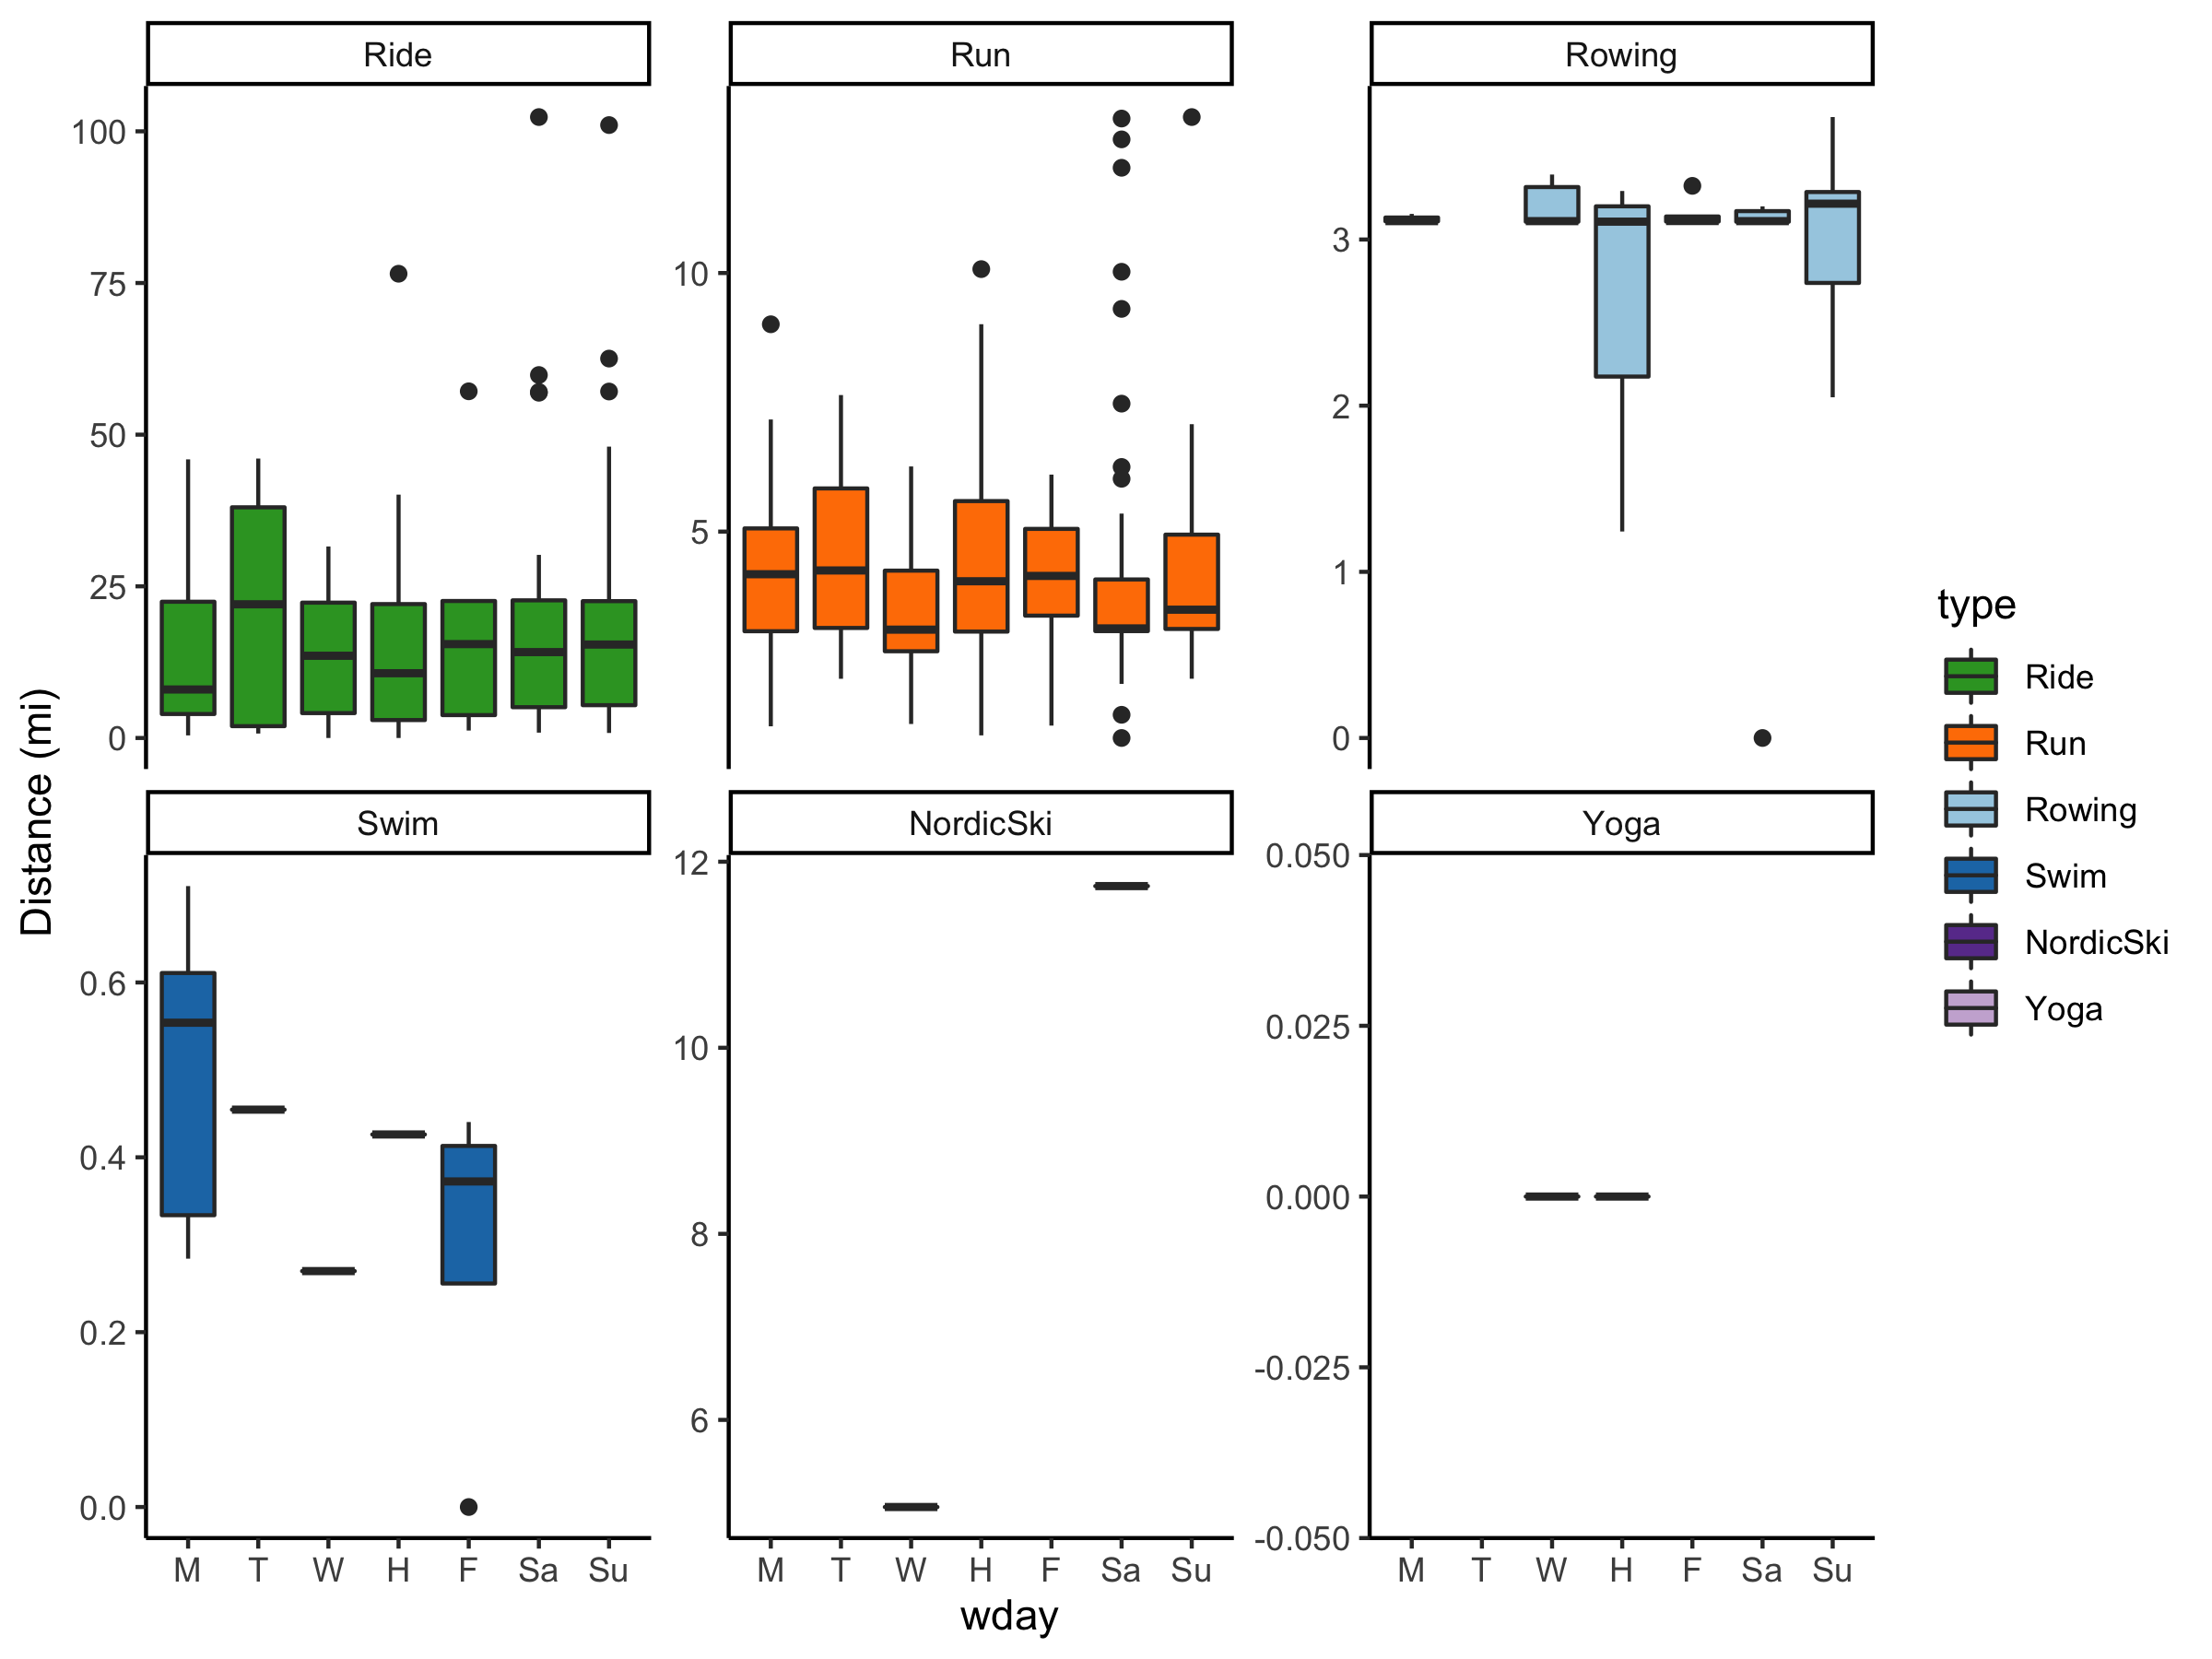 Ride
Run
Rowing
100
75
50
25
0
10
5
3
2
1
0
Distance (mi)
Swim
NordicSki
Yoga
0.6
0.4
0.2
0.0
12
10
8
6
0.050
0.025
0.000
-0.025
-0.050
M T W H F Sa Su
M T W H F Sa Su
M T W H F Sa Su
wday
type
Ride
Run
Rowing
Swim
NordicSki
Yoga